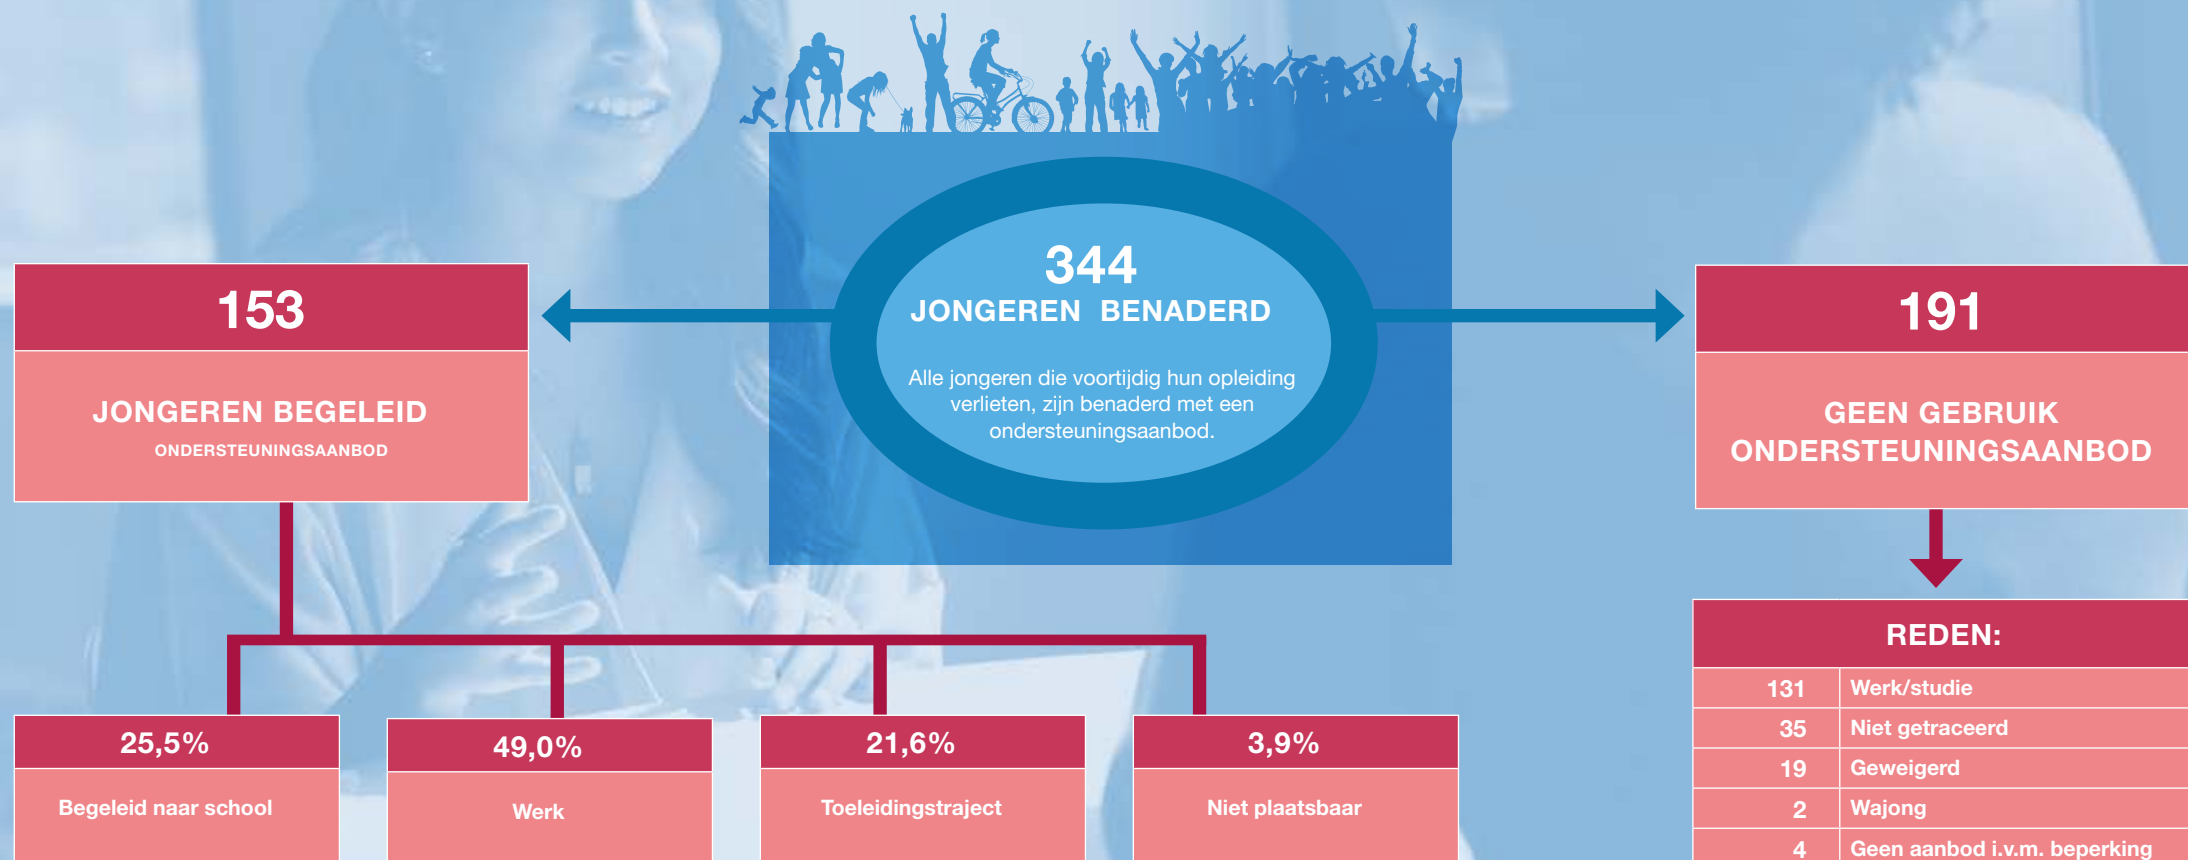 344
JONGEREN BENADERD
Alle jongeren die voortijdig hun opleiding
verlieten, zijn benaderd met een
ondersteuningsaanbod.
153
JONGEREN BEGELEID
ONDERSTEUNINGSAANBOD
25,5%
Begeleid naar school
49,0%
Werk
21,6%
Toeleidingstraject
3,9%
Niet plaatsbaar
191
GEEN GEBRUIK
ONDERSTEUNINGSAANBOD
REDEN:
131 Werk/studie
35 Niet getraceerd
19 Geweigerd
2 Wajong
4 Geen aanbod i.v.m. beperking